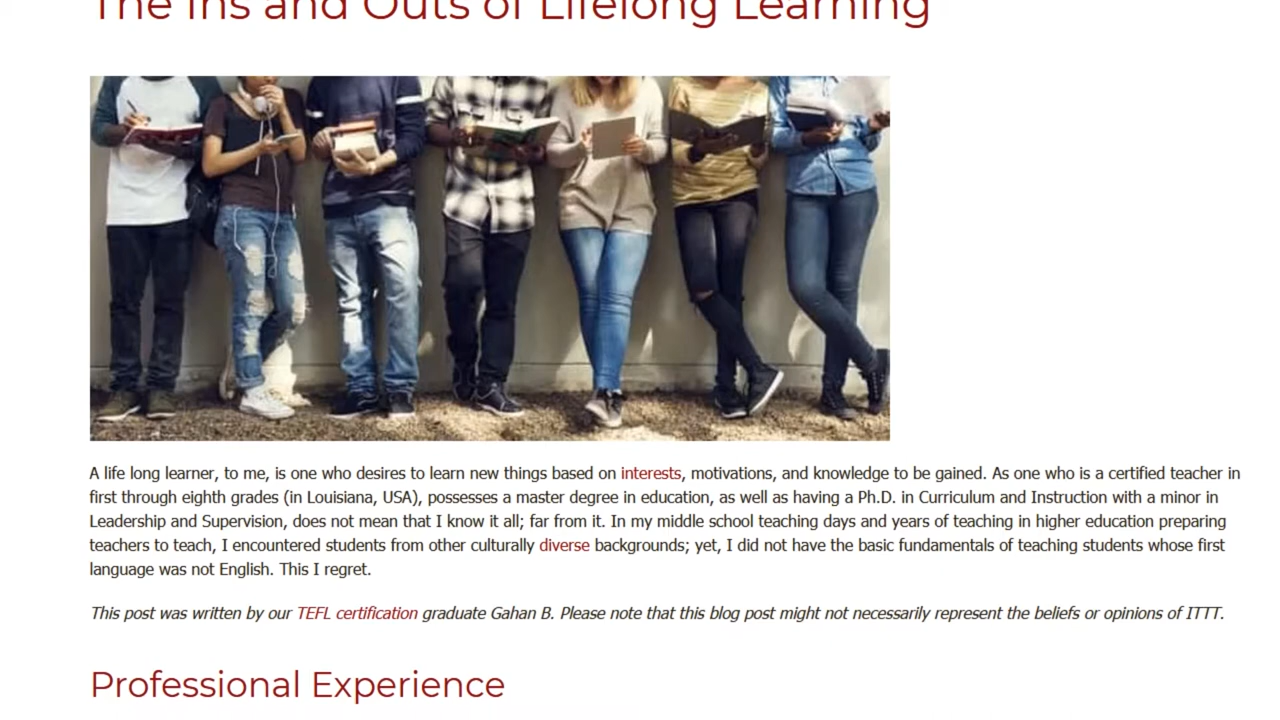 The Ins and Outs of Lifelong Learning
A life long learner, to me, is one who desires to learn new things based on interests, motivations, and knowledge to be gained. As one who is a certified teacher in
first through eighth grades (in Louisiana, USA), possesses a master degree in education, as well as having a Ph.D. in Curriculum and Instruction with a minor in
Leadership and Supervision, does not mean that I know it all; far from it. In my middle school teaching days and years of teaching in higher education preparing
teachers to teach, I encountered students from other culturally diverse backgrounds; yet, I did not have the basic fundamentals of teaching students whose first
language was not English. This I regret.
This post was written by our TEFL certification graduate Gahan B. Please note that this blog post might not necessarily represent the beliefs or opinions of ITTT.
Professional Experience